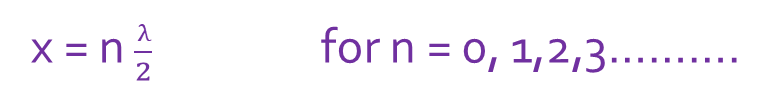 x = n λ/2 for n = 0, 1,2,3..........